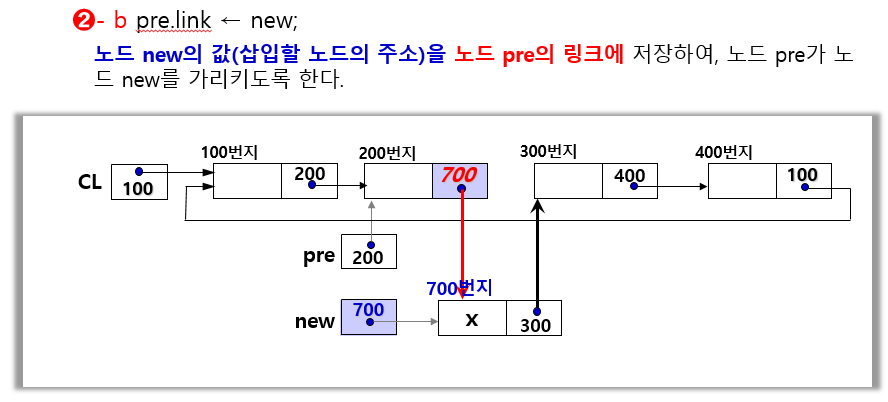 ❷- b pre.link ← new;
노드 new의 값(삽입할 노드의 주소)을 노드 pre의 링크에 저장하여, 노드 pre가 노
드 new를 가리키도록 한다.
100번지 200번지 300번지 400번지
CL 100 200 700 400 100
pre 200
700번지
new 700 x 300